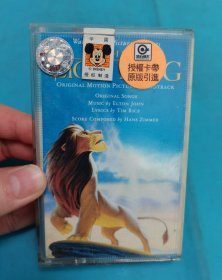 ORIGINAL MOTION PICTURE SOUNDTRACK
ORIGINAL SONGS
MUSIC BY ELTON JOHN
LYRICS BY TIM RICE
SCORE COMPOSED BY HANS ZIMMER
授權卡帶
原版引進